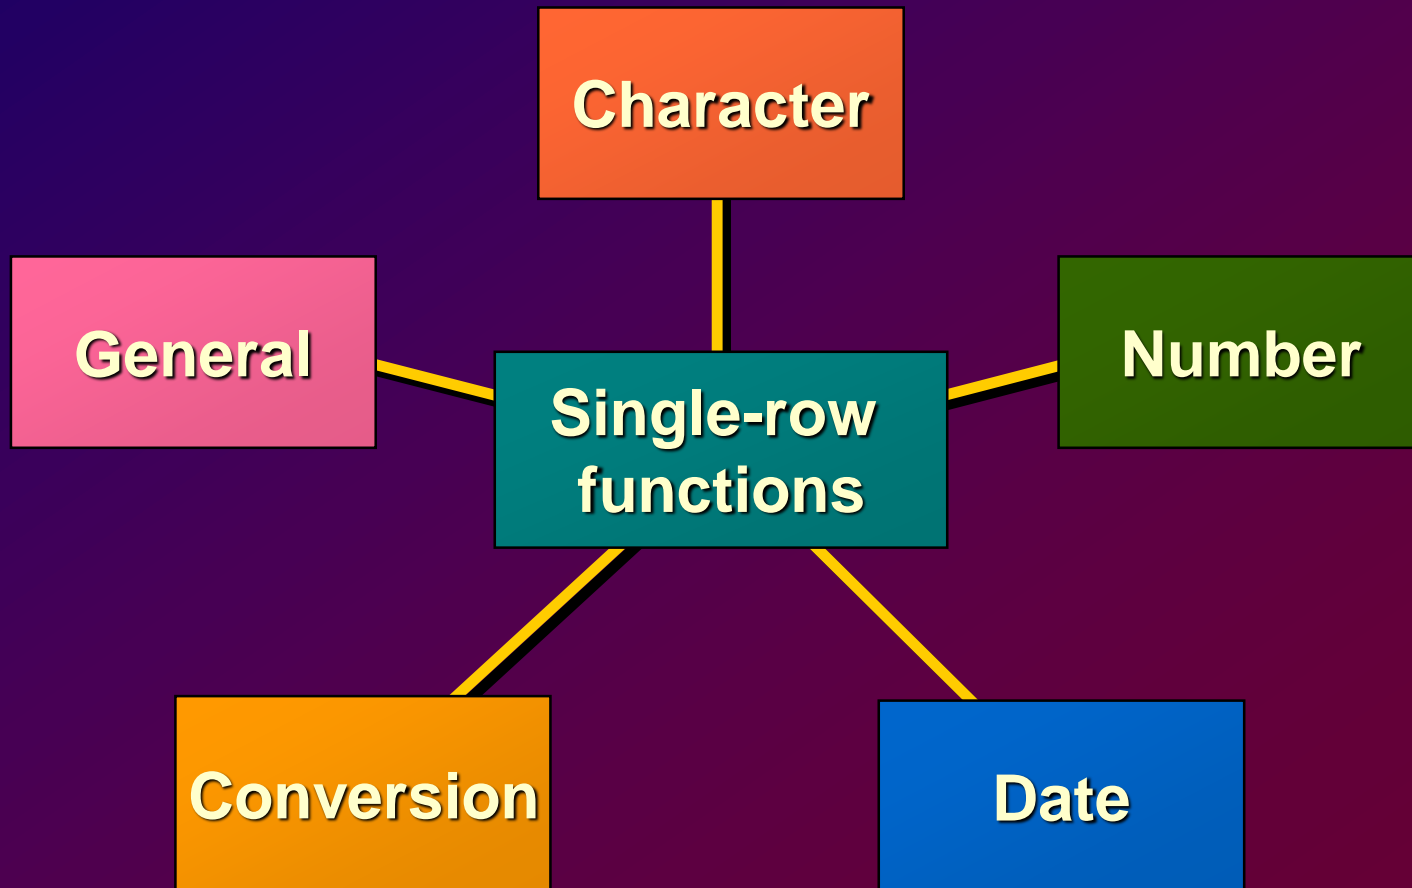 Character
General
Number
Single-row
functions
Conversion
Date